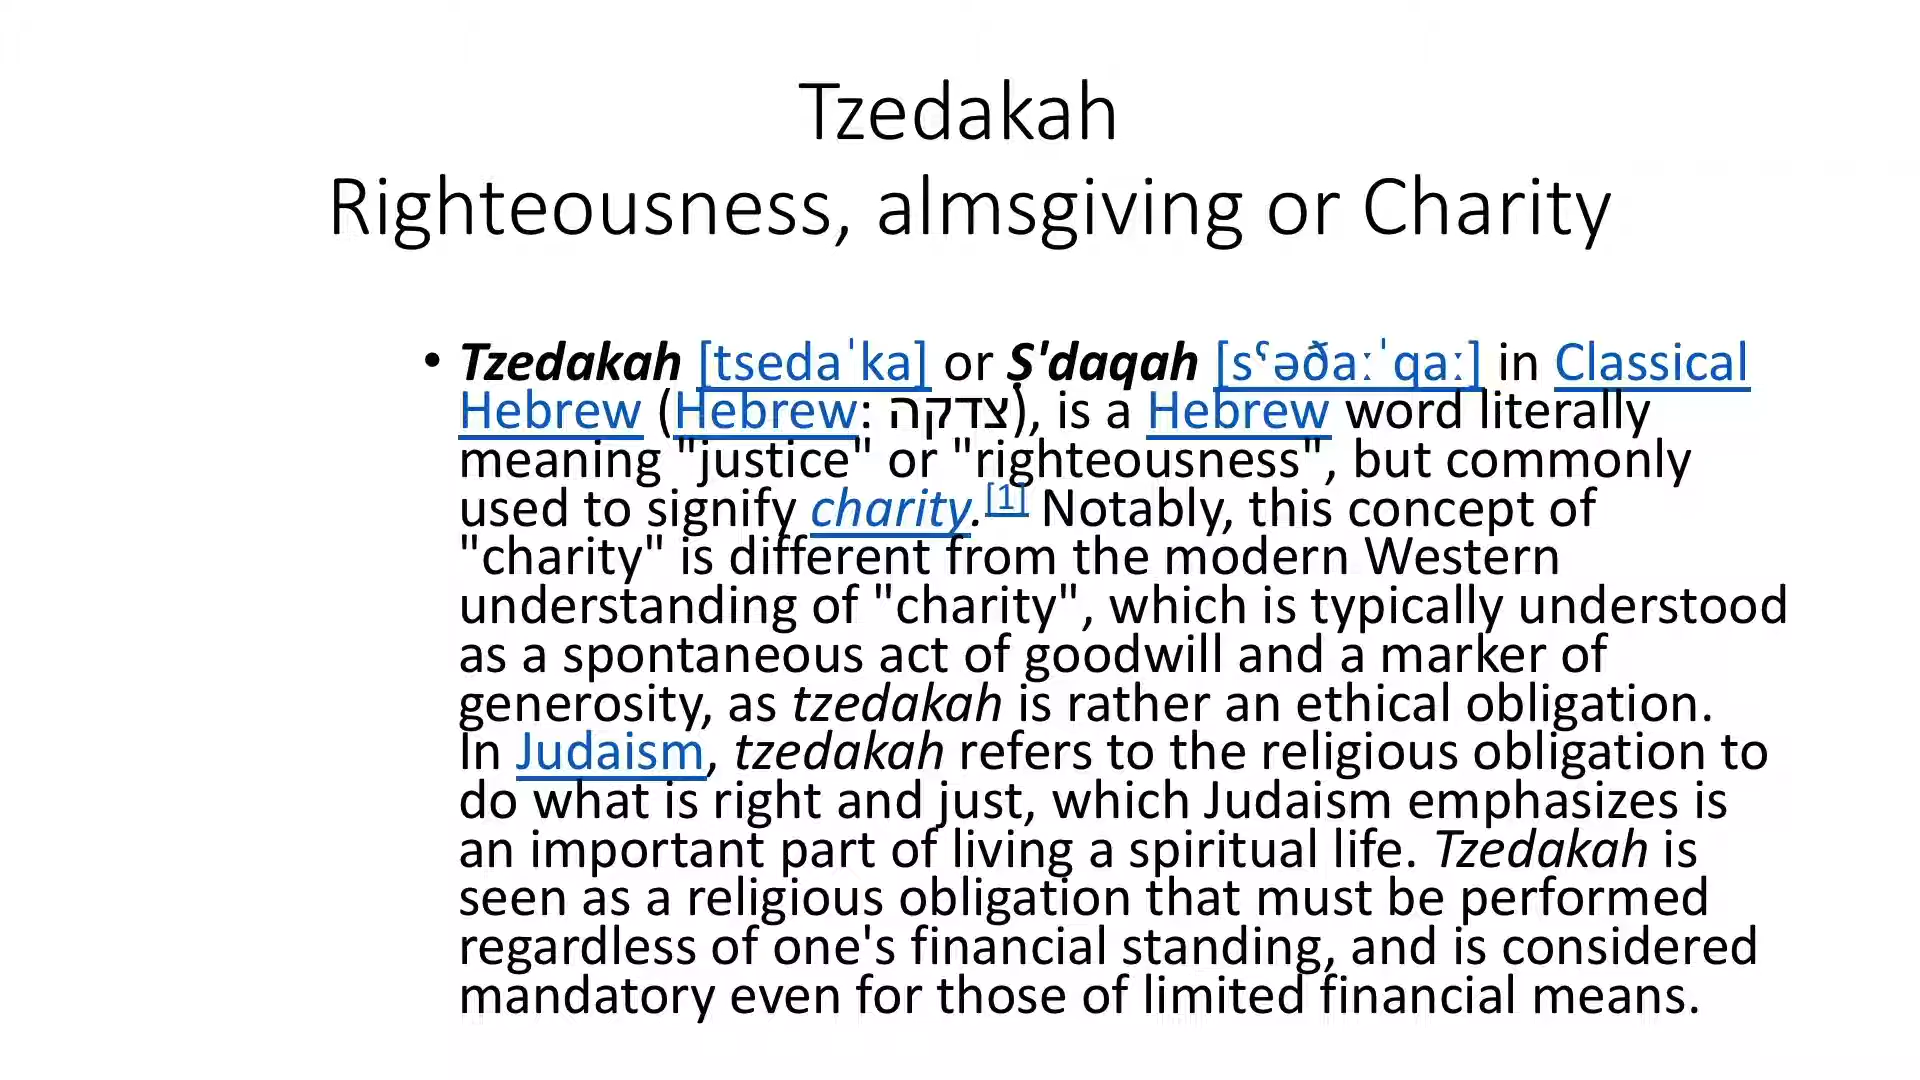 Tzedakah
Righteousness, almsgiving or Charity
• Tzedakah [tsedaˈka] or Ṣ'daqah [sˤəðaːˈqaː] in Classical
Hebrew (Hebrew: צדקה), is a Hebrew word literally
meaning "justice" or "righteousness", but commonly
used to signify charity.[1] Notably, this concept of
"charity" is different from the modern Western
understanding of "charity", which is typically understood
as a spontaneous act of goodwill and a marker of
generosity, as tzedakah is rather an ethical obligation.
In Judaism, tzedakah refers to the religious obligation to
do what is right and just, which Judaism emphasizes is
an important part of living a spiritual life. Tzedakah is
seen as a religious obligation that must be performed
regardless of one's financial standing, and is considered
mandatory even for those of limited financial means.